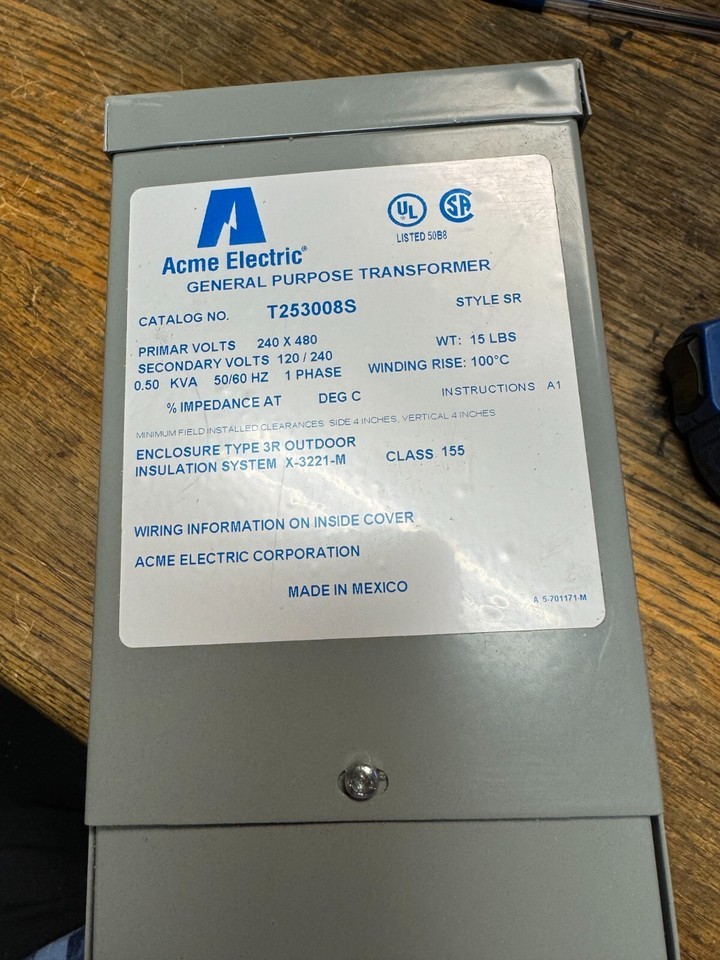 UL
SA
LISTED 50B8
Acme Electric®
GENERAL PURPOSE TRANSFORMER
CATALOG NO. T253008S STYLE SR
PRIMAR VOLTS 240 X 480 WT: 15 LBS
SECONDARY VOLTS 120 / 240 WINDING RISE: 100°C
0.50 KVA 50/60 HZ 1 PHASE
% IMPEDANCE AT DEG C INSTRUCTIONS A1
MINIMUM FIELD INSTALLED CLEARANCES: SIDE 4 INCHES, VERTICAL 4 INCHES
ENCLOSURE TYPE 3R OUTDOOR
INSULATION SYSTEM X-3221-M CLASS 155
WIRING INFORMATION ON INSIDE COVER
ACME ELECTRIC CORPORATION
MADE IN MEXICO
A 5-701171-M